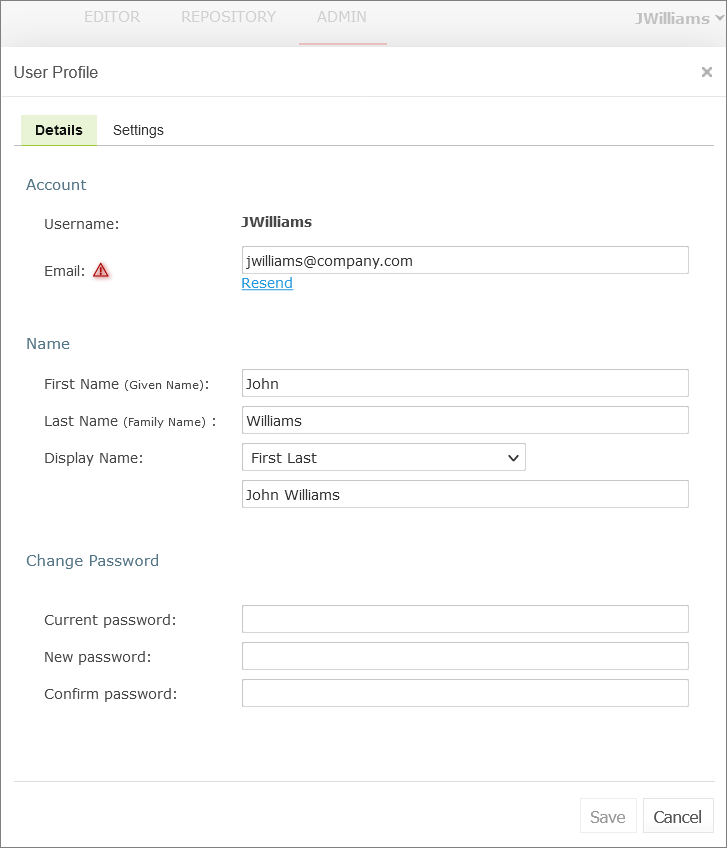 EDITOR REPOSITORY ADMIN JWilliams
User Profile
Details Settings
Account
Username: JWilliams
Email: jwilliams@company.com
Resend
Name
First Name (Given Name): John
Last Name (Family Name) : Williams
Display Name: First Last
John Williams
Change Password
Current password:
New password:
Confirm password:
Save Cancel